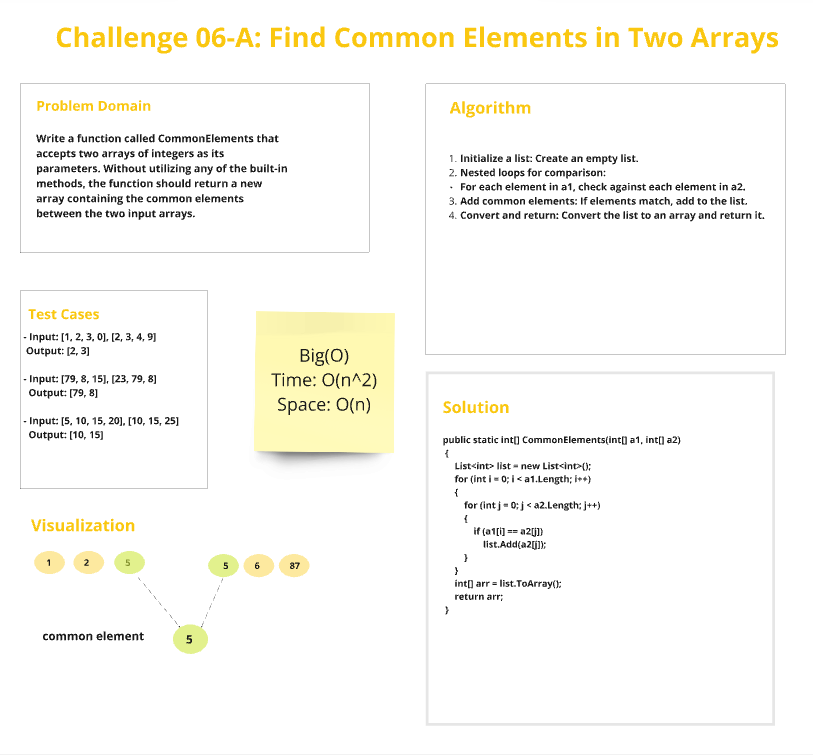 Challenge 06-A: Find Common Elements in Two Arrays
Problem Domain
Write a function called CommonElements that
accepts two arrays of integers as its
parameters. Without utilizing any of the built-in
methods, the function should return a new
array containing the common elements
between the two input arrays.
Algorithm
1. Initialize a list: Create an empty list.
2. Nested loops for comparison:
· For each element in a1, check against each element in a2.
3. Add common elements: If elements match, add to the list.
4. Convert and return: Convert the list to an array and return it.
Test Cases
- Input: [1, 2, 3, 0], [2, 3, 4, 9]
Output: [2, 3]
- Input: [79, 8, 15], [23, 79, 8]
Output: [79, 8]
- Input: [5, 10, 15, 20], [10, 15, 25]
Output: [10, 15]
Big(O)
Time: O(n^2)
Space: O(n)
Solution
public static int[] CommonElements(int[] a1, int[] a2)
{
List<int> list = new List<int>();
for (int i = 0; i < a1.Length; i++)
{
for (int j = 0; j < a2.Length; j++)
{
if (a1[i] == a2[j])
list.Add(a2[j]);
}
}
int[] arr = list.ToArray();
return arr;
}
Visualization
1 2 5 5 6 87
common element 5